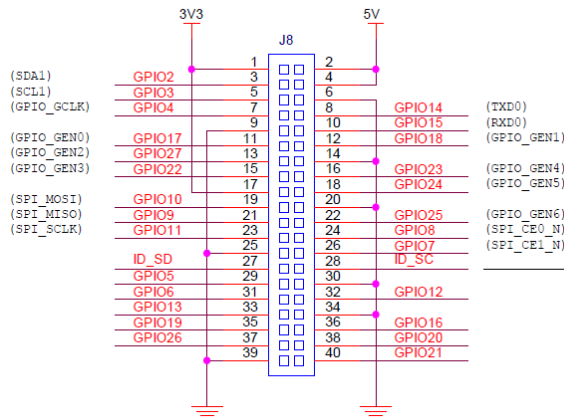 3V3 5V
J8
1 2
(SDA1) GPIO2 3 4
(SCL1) GPIO3 5 6
(GPIO_GCLK) GPIO4 7 8 GPIO14 (TXD0)
9 10 GPIO15 (RXD0)
(GPIO_GEN0) GPIO17 11 12 GPIO18 (GPIO_GEN1)
(GPIO_GEN2) GPIO27 13 14
(GPIO_GEN3) GPIO22 15 16 GPIO23 (GPIO_GEN4)
17 18 GPIO24 (GPIO_GEN5)
(SPI_MOSI) GPIO10 19 20
(SPI_MISO) GPIO9 21 22 GPIO25 (GPIO_GEN6)
(SPI_SCLK) GPIO11 23 24 GPIO8 (SPI_CE0_N)
25 26 GPIO7 (SPI_CE1_N)
ID_SD 27 28 ID_SC
GPIO5 29 30
GPIO6 31 32 GPIO12
GPIO13 33 34
GPIO19 35 36 GPIO16
GPIO26 37 38 GPIO20
39 40 GPIO21